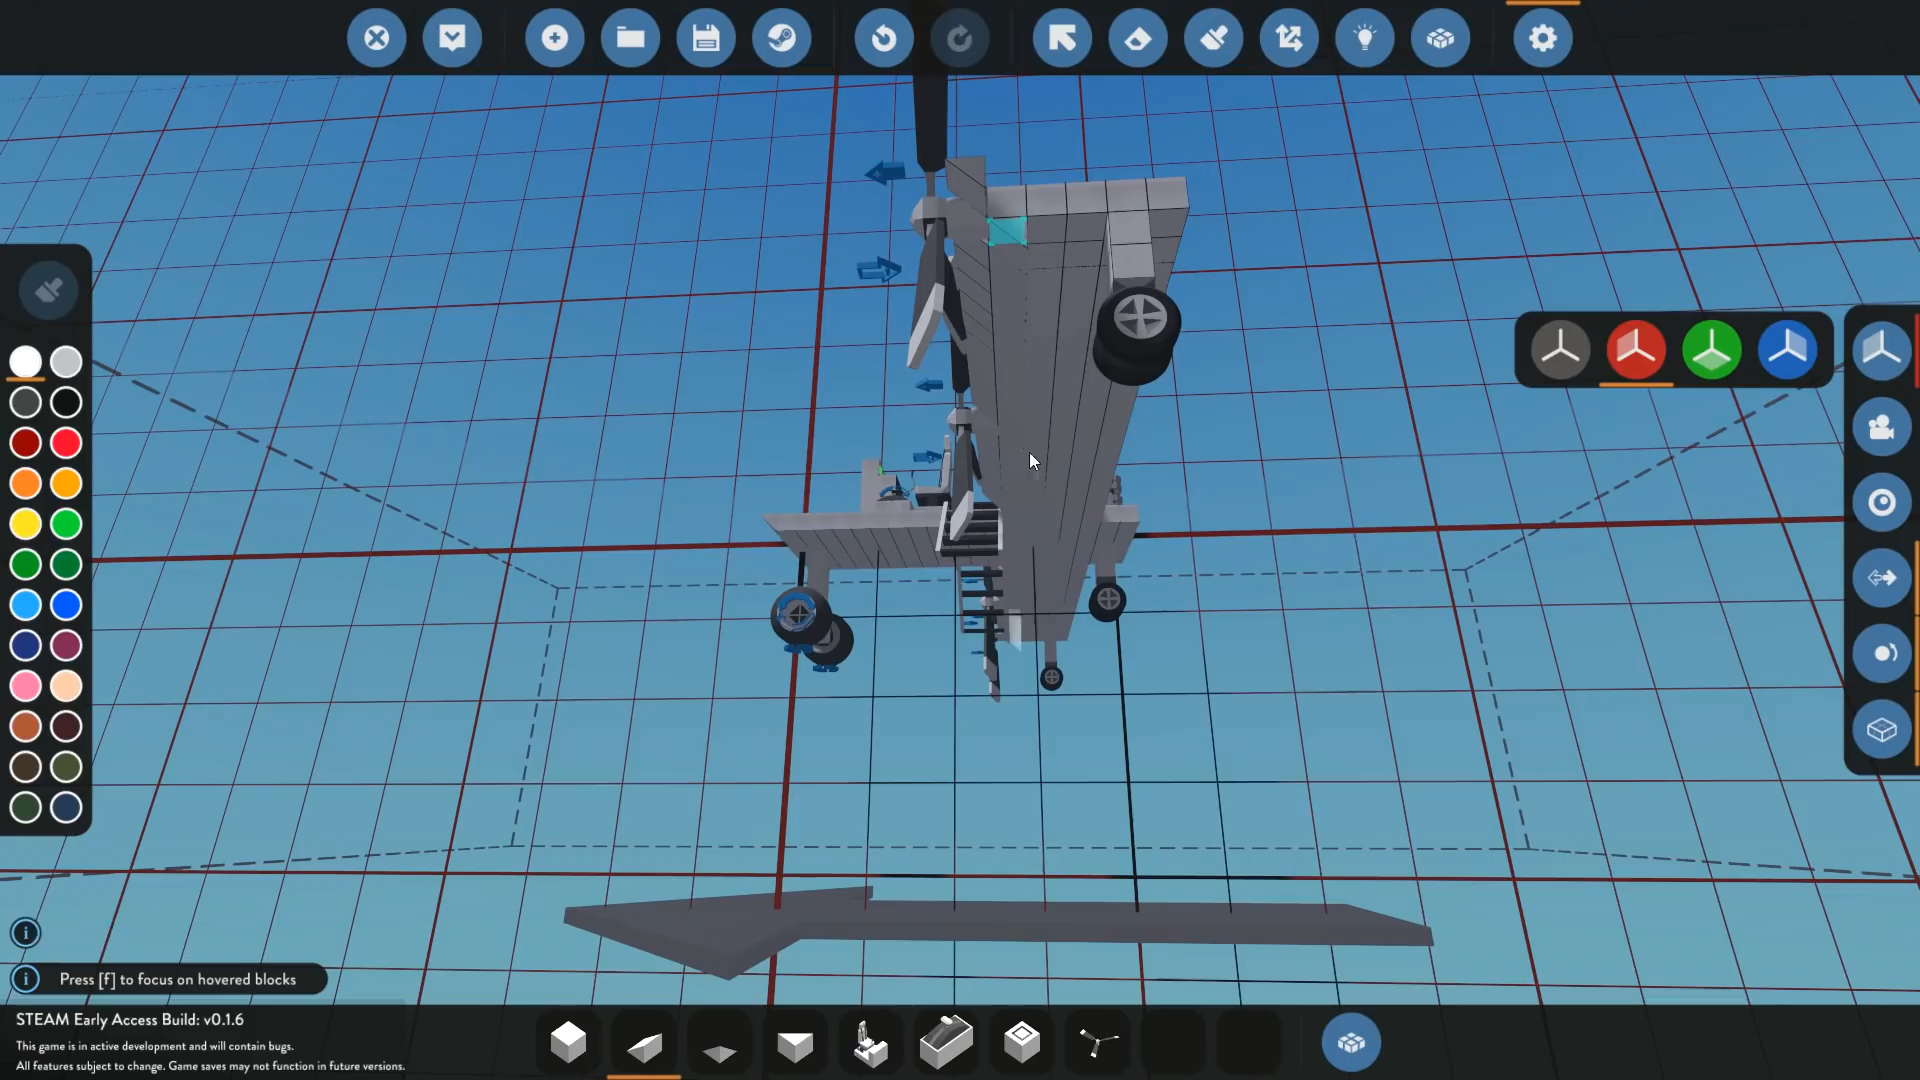 Press [f] to focus on hovered blocks
STEAM Early Access Build: v0.1.6
This game is in active development and will contain bugs.
All features subject to change. Game saves may not function in future versions.